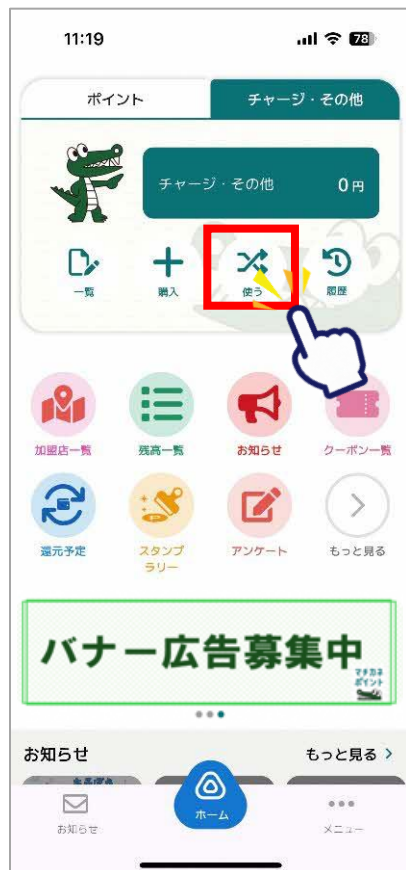 11:19
78
ポイント
チャージ・その他
チャージ・その他 0 円
一覧
購入
使う
履歴
加盟店一覧
残高一覧
お知らせ
クーポン一覧
還元予定
スタンプ
ラリー
アンケート
もっと見る
バナー広告募集中
マチカネ
ポイント
お知らせ
もっと見る
お知らせ
ホーム
メニュー